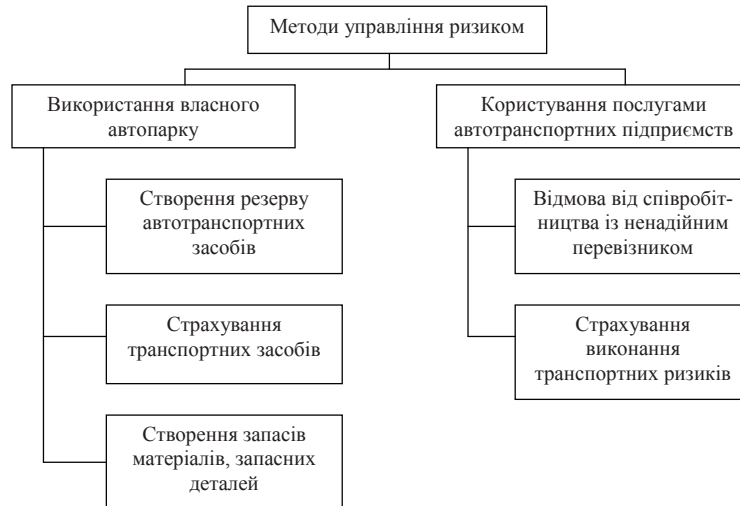 Методи управління ризиком
Використання власного
автопарку
Користування послугами
автотранспортних підприємств
Створення резерву
автотранспортних
засобів
Відмова від співробіт-
ництва із ненадійним
перевізником
Страхування
транспортних засобів
Страхування
виконання
транспортних ризиків
Створення запасів
матеріалів, запасних
деталей